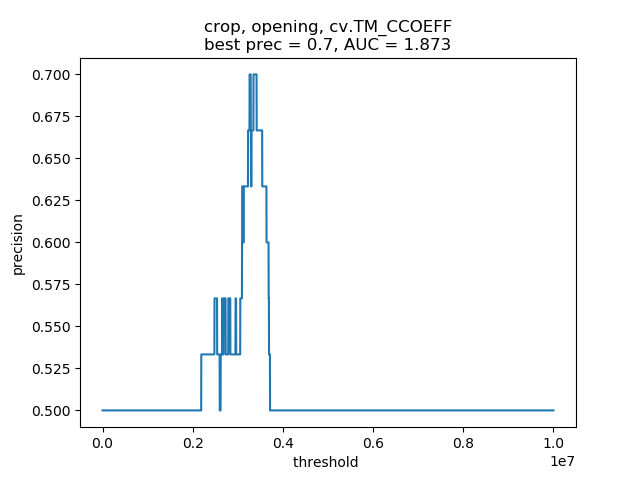 crop, opening, cv.TM_CCOEFF
best prec = 0.7, AUC = 1.873
precision
0.700
0.675
0.650
0.625
0.600
0.575
0.550
0.525
0.500
0.0 0.2 0.4 0.6 0.8 1.0
threshold 1e7